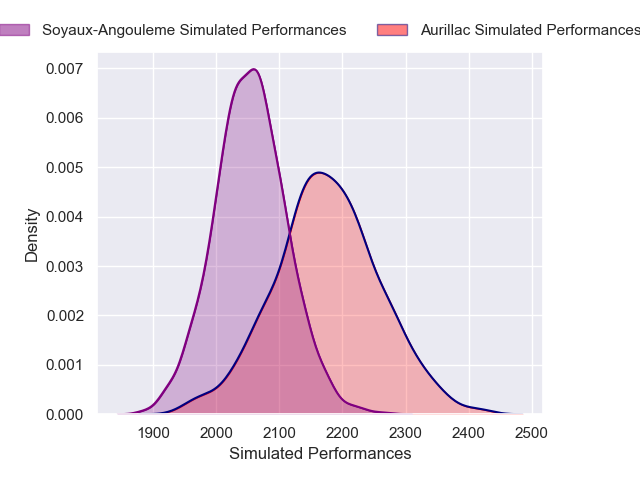 Soyaux-Angouleme Simulated Performances
Aurillac Simulated Performances
0.007
0.006
0.005
0.004
0.003
0.002
0.001
0.000
Density
1900 2000 2100 2200 2300 2400 2500
Simulated Performances